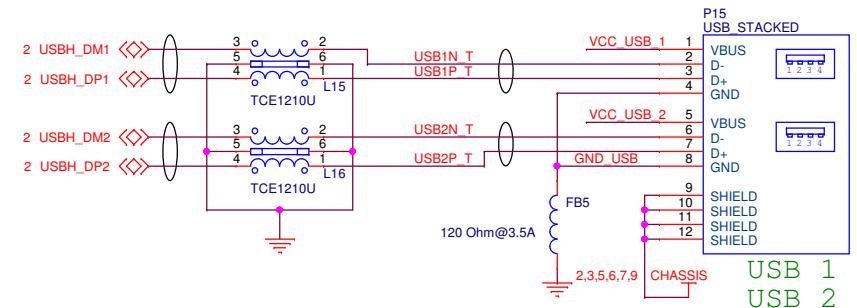 P15
USB_STACKED
2 USBH_DM1
3
2
5
6
2 USBH_DP1
4
1
L15
TCE1210U
USB1N_T
USB1P_T
VCC_USB_1
1
VBUS
2
D-
3
D+
4
GND
1 2 3 4
2 USBH_DM2
3
2
5
6
2 USBH_DP2
4
1
L16
TCE1210U
USB2N_T
USB2P_T
VCC_USB_2
5
VBUS
6
D-
7
D+
GND_USB
8
GND
1 2 3 4
FB5
120 Ohm@3.5A
9
SHIELD
10
SHIELD
11
SHIELD
12
SHIELD
2,3,5,6,7,9 CHASSIS
USB 1
USB 2